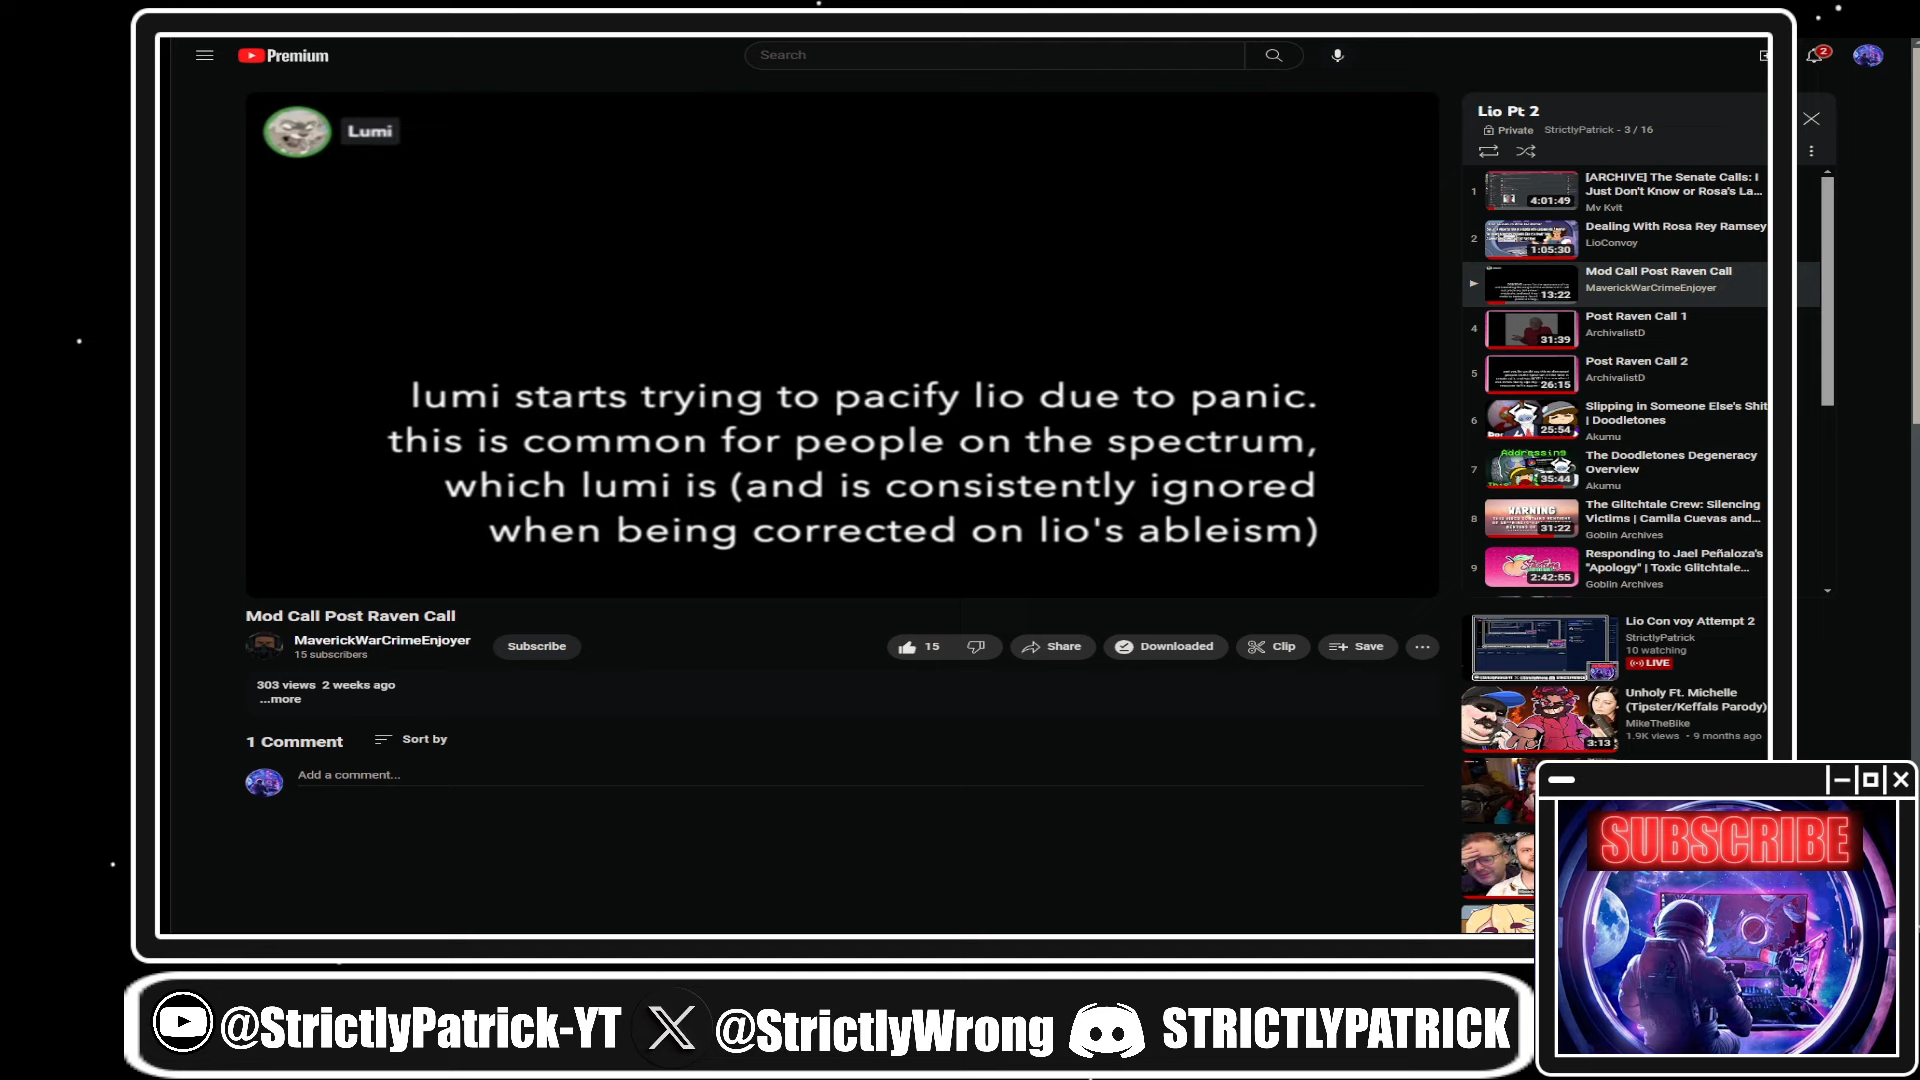 Premium
Search
2
Lumi
lumi starts trying to pacify lio due to panic.
this is common for people on the spectrum,
which lumi is (and is consistently ignored
when being corrected on lio's ableism)
Mod Call Post Raven Call
MaverickWarCrimeEnjoyer
15 subscribers
Subscribe
15
Share
Downloaded
Clip
Save
303 views 2 weeks ago
...more
1 Comment
Sort by
Add a comment...
Lio Pt 2
Private StrictlyPatrick - 3 / 16
1
4:01:49
[ARCHIVE] The Senate Calls: I
Just Don't Know or Rosa's La...
Mv Kvlt
2
1:05:30
Dealing With Rosa Rey Ramsey
LioConvoy
13:22
Mod Call Post Raven Call
MaverickWarCrimeEnjoyer
4
31:39
Post Raven Call 1
ArchivalistD
5
26:15
Post Raven Call 2
ArchivalistD
6
25:54
Slipping in Someone Else's Shit
| Doodletones
Akumu
7
Addressing
35:44
The Doodletones Degeneracy
Overview
Akumu
8
WARNING
31:22
The Glitchtale Crew: Silencing
Victims | Camila Cuevas and...
Goblin Archives
9
2:42:55
Responding to Jael Peñaloza's
"Apology" | Toxic Glitchtale...
Goblin Archives
Lio Con voy Attempt 2
StrictlyPatrick
10 watching
LIVE
3:13
Unholy Ft. Michelle
(Tipster/Keffals Parody)
MikeTheBike
1.9K views • 9 months ago
SUBSCRIBE
@StrictlyPatrick-YT @StrictlyWrong STRICTLYPATRICK